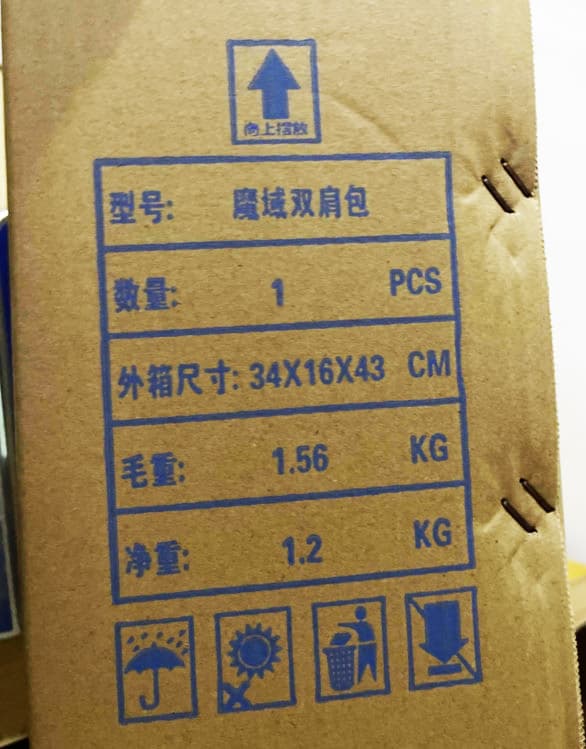 向上摆放
型号: 魔域双肩包
数量: 1 PCS
外箱尺寸: 34X16X43 CM
毛重: 1.56 KG
净重: 1.2 KG